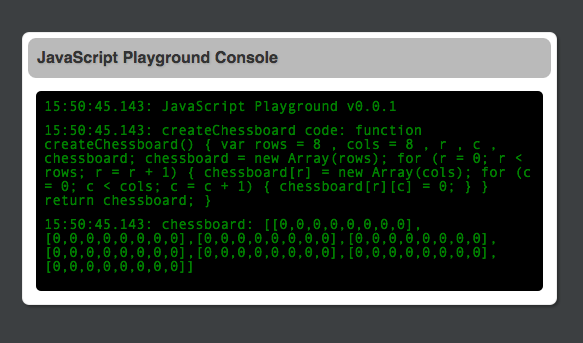 JavaScript Playground Console
15:50:45.143: JavaScript Playground v0.0.1
15:50:45.143: createChessboard code: function
createChessboard() { var rows = 8 , cols = 8 , r , c ,
chessboard; chessboard = new Array(rows); for (r = 0; r <
rows; r = r + 1) { chessboard[r] = new Array(cols); for (c
= 0; c < cols; c = c + 1) { chessboard[r][c] = 0; } }
return chessboard; }
15:50:45.143: chessboard: [[0,0,0,0,0,0,0,0],
[0,0,0,0,0,0,0,0],[0,0,0,0,0,0,0,0],[0,0,0,0,0,0,0,0],
[0,0,0,0,0,0,0,0],[0,0,0,0,0,0,0,0],[0,0,0,0,0,0,0,0],
[0,0,0,0,0,0,0,0]]